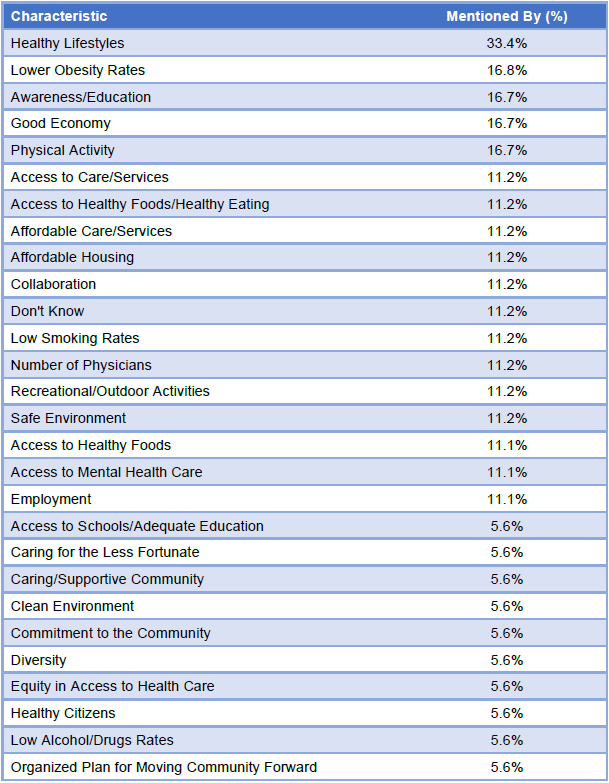 Characteristic Mentioned By (%)
Healthy Lifestyles 33.4%
Lower Obesity Rates 16.8%
Awareness/Education 16.7%
Good Economy 16.7%
Physical Activity 16.7%
Access to Care/Services 11.2%
Access to Healthy Foods/Healthy Eating 11.2%
Affordable Care/Services 11.2%
Affordable Housing 11.2%
Collaboration 11.2%
Don't Know 11.2%
Low Smoking Rates 11.2%
Number of Physicians 11.2%
Recreational/Outdoor Activities 11.2%
Safe Environment 11.2%
Access to Healthy Foods 11.1%
Access to Mental Health Care 11.1%
Employment 11.1%
Access to Schools/Adequate Education 5.6%
Caring for the Less Fortunate 5.6%
Caring/Supportive Community 5.6%
Clean Environment 5.6%
Commitment to the Community 5.6%
Diversity 5.6%
Equity in Access to Health Care 5.6%
Healthy Citizens 5.6%
Low Alcohol/Drugs Rates 5.6%
Organized Plan for Moving Community Forward 5.6%